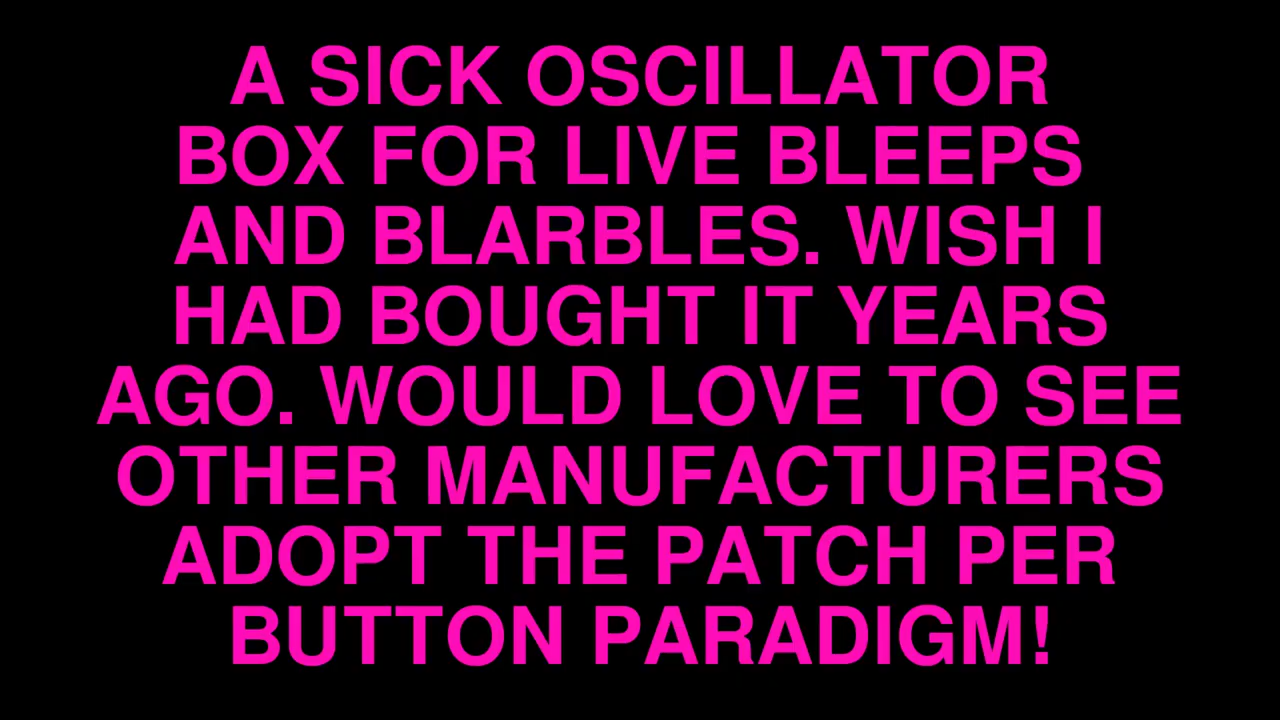 A SICK OSCILLATOR
BOX FOR LIVE BLEEPS
AND BLARBLES. WISH I
HAD BOUGHT IT YEARS
AGO. WOULD LOVE TO SEE
OTHER MANUFACTURERS
ADOPT THE PATCH PER
BUTTON PARADIGM!